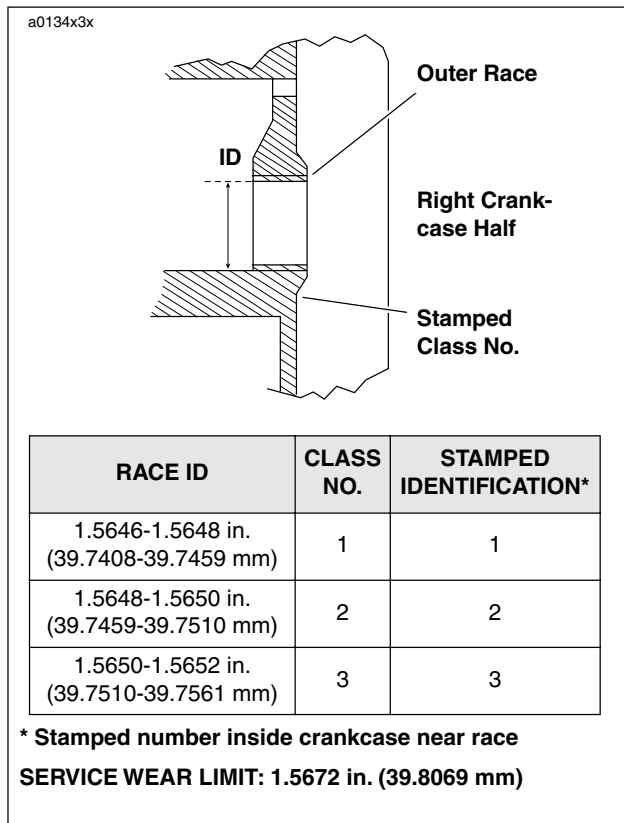 a0134x3x
Outer Race
ID
Right Crank-
case Half
Stamped
Class No.
RACE ID
CLASS
NO.
STAMPED
IDENTIFICATION*
1.5646-1.5648 in.
(39.7408-39.7459 mm)
1
1
1.5648-1.5650 in.
(39.7459-39.7510 mm)
2
2
1.5650-1.5652 in.
(39.7510-39.7561 mm)
3
3
* Stamped number inside crankcase near race
SERVICE WEAR LIMIT: 1.5672 in. (39.8069 mm)